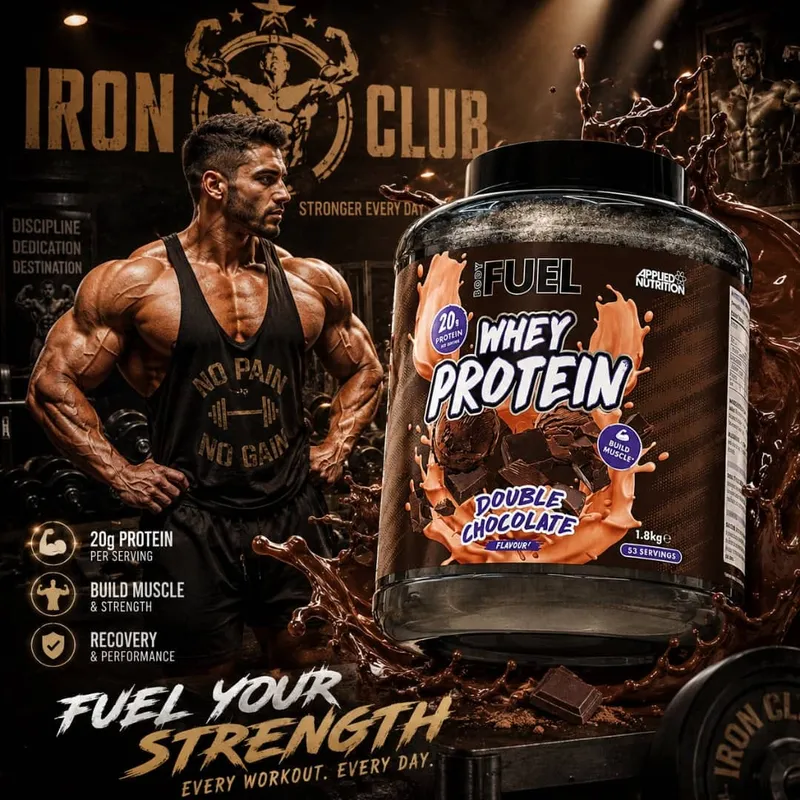 IRON CLUB
STRONGER EVERY DAY
DISCIPLINE
DEDICATION
DESTINATION
NO PAIN
NO GAIN
BODY FUEL
APPLIED
NUTRITION
20g
PROTEIN
PER SERVING
WHEY
PROTEIN
BUILD
MUSCLE*
DOUBLE
CHOCOLATE
FLAVOUR!
1.8kg℮
53 SERVINGS
20g PROTEIN
PER SERVING
BUILD MUSCLE
& STRENGTH
RECOVERY
& PERFORMANCE
FUEL YOUR
STRENGTH
EVERY WORKOUT. EVERY DAY.
IRON CL